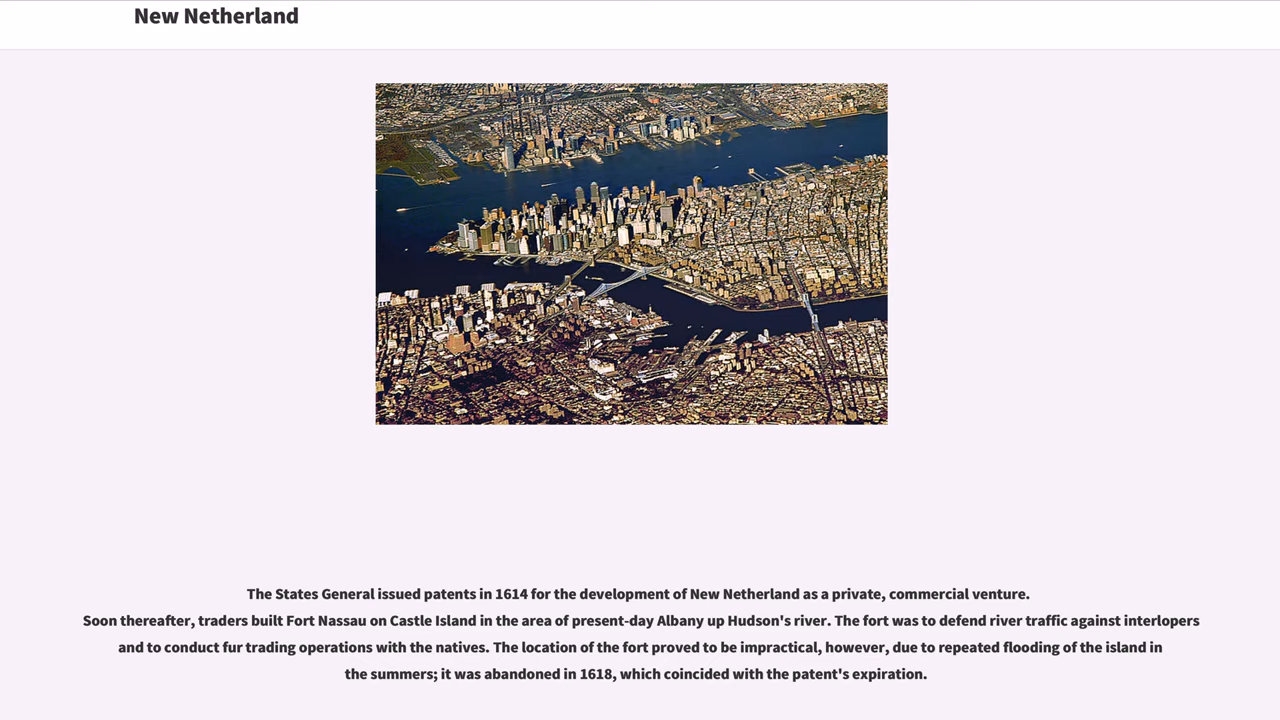 New Netherland
The States General issued patents in 1614 for the development of New Netherland as a private, commercial venture.
Soon thereafter, traders built Fort Nassau on Castle Island in the area of present-day Albany up Hudson's river. The fort was to defend river traffic against interlopers
and to conduct fur trading operations with the natives. The location of the fort proved to be impractical, however, due to repeated flooding of the island in
the summers; it was abandoned in 1618, which coincided with the patent's expiration.